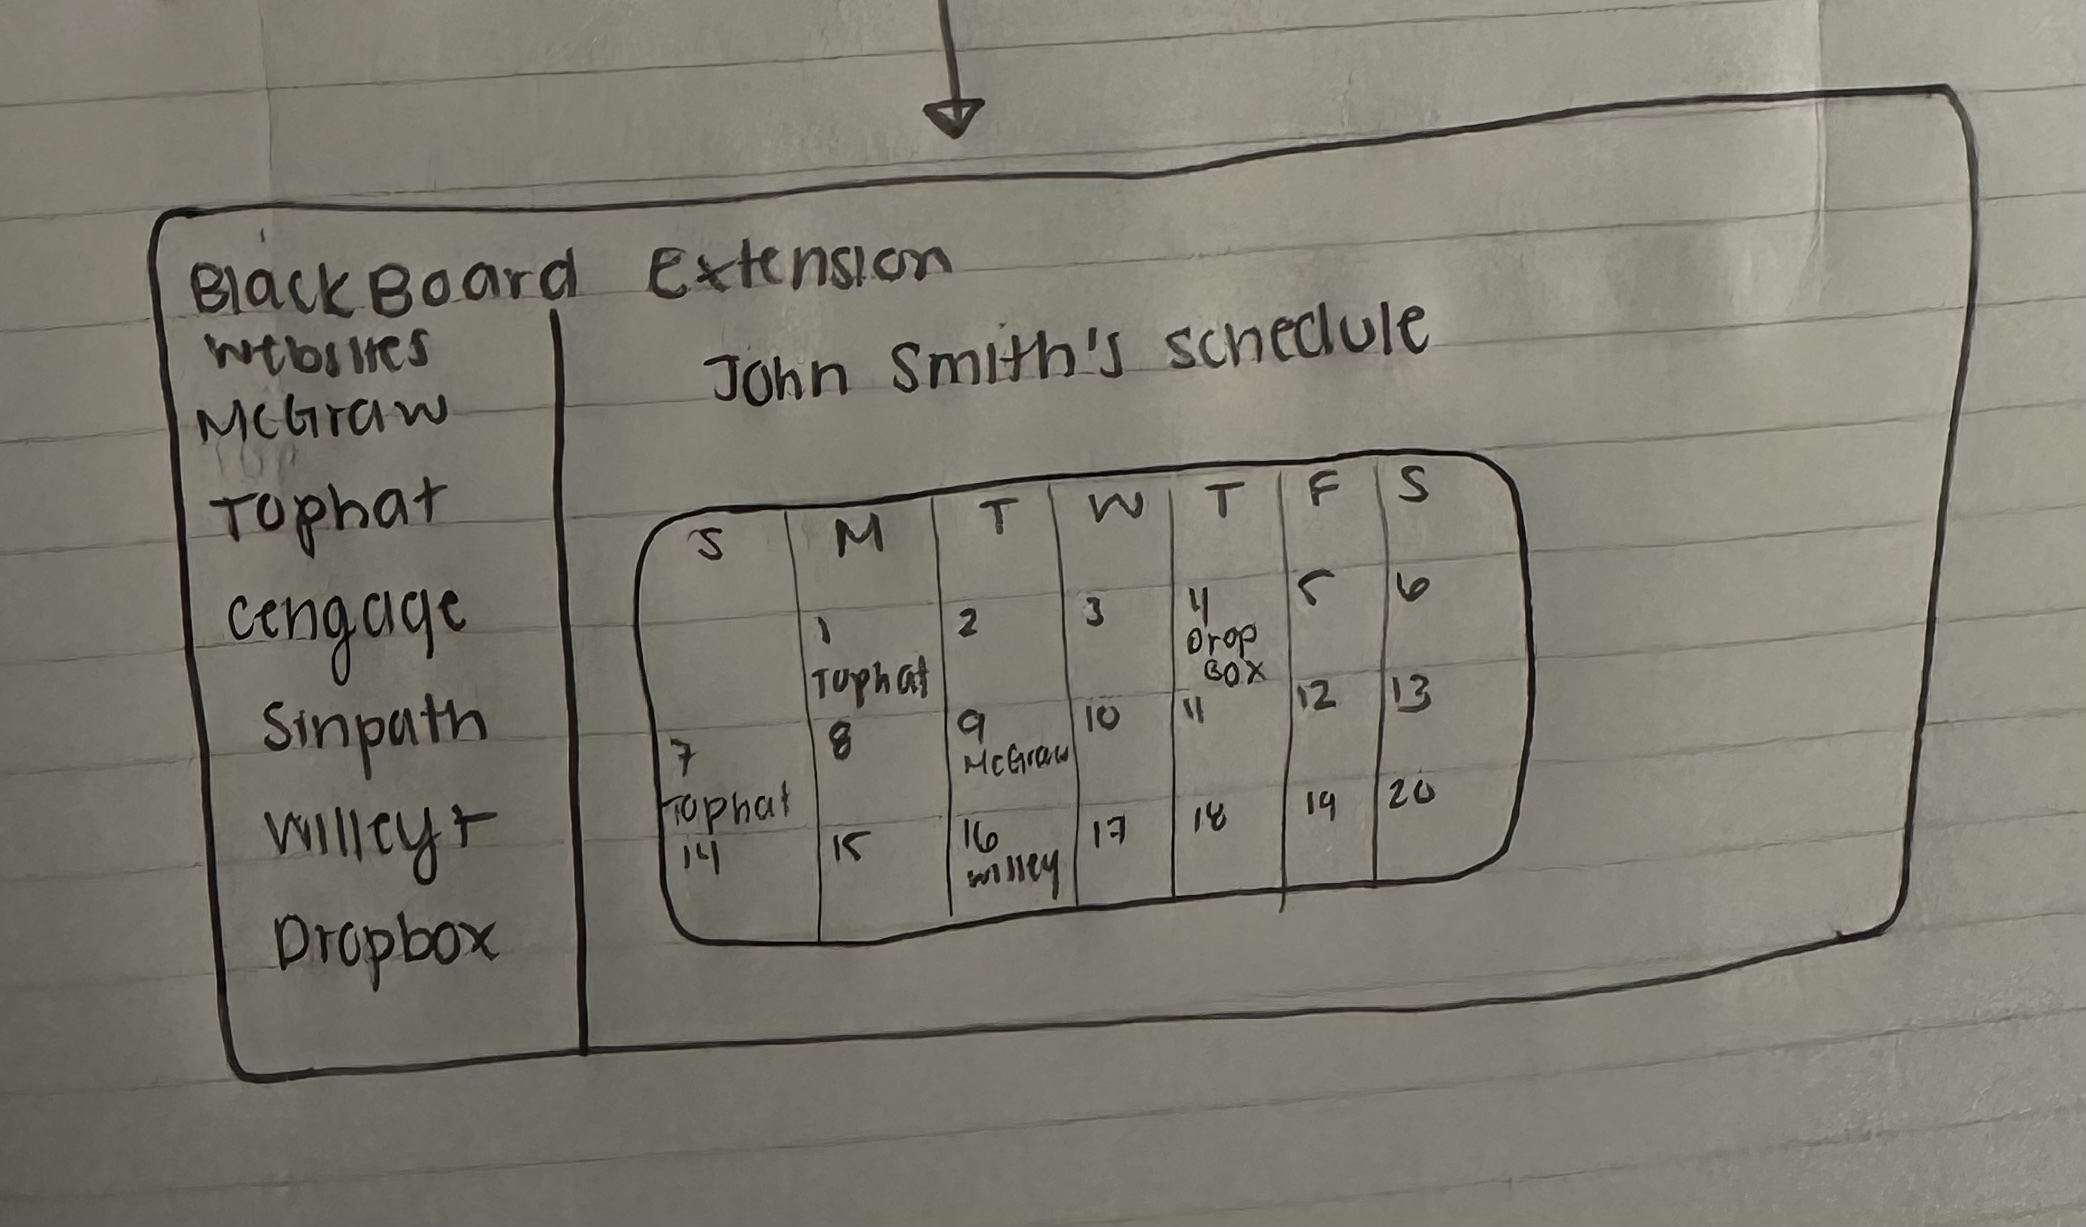 BlackBoard Extension
websites
McGraw
Tophat
cengage
Sinpath
Willey+
Dropbox
John Smith's schedule
S M T W T F S
1 2 3 4 5 6
Tophat Drop Box
7 8 9 10 11 12 13
Tophat McGraw
14 15 16 17 18 19 20
Willey